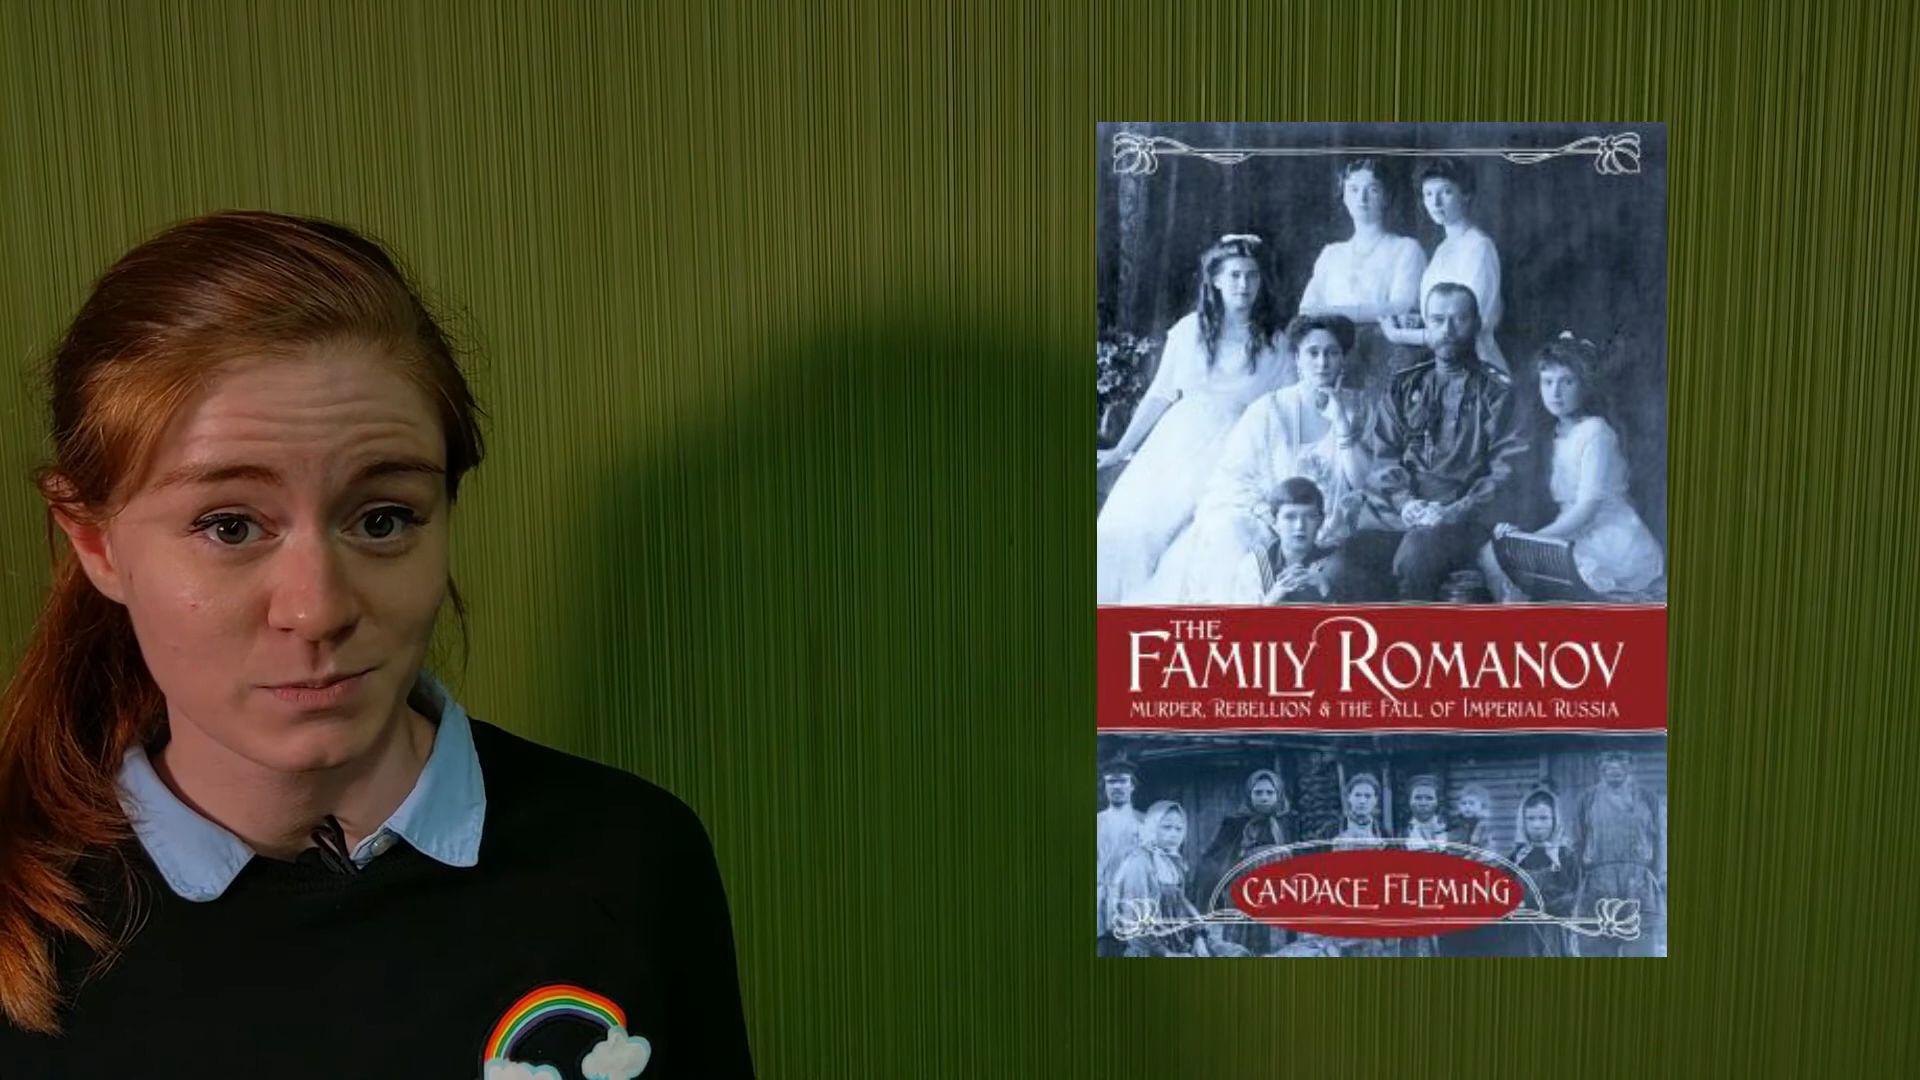 THE
FAMILY ROMANOV
MURDER, REBELLION & THE FALL OF IMPERIAL RUSSIA
CANDACE FLEMING